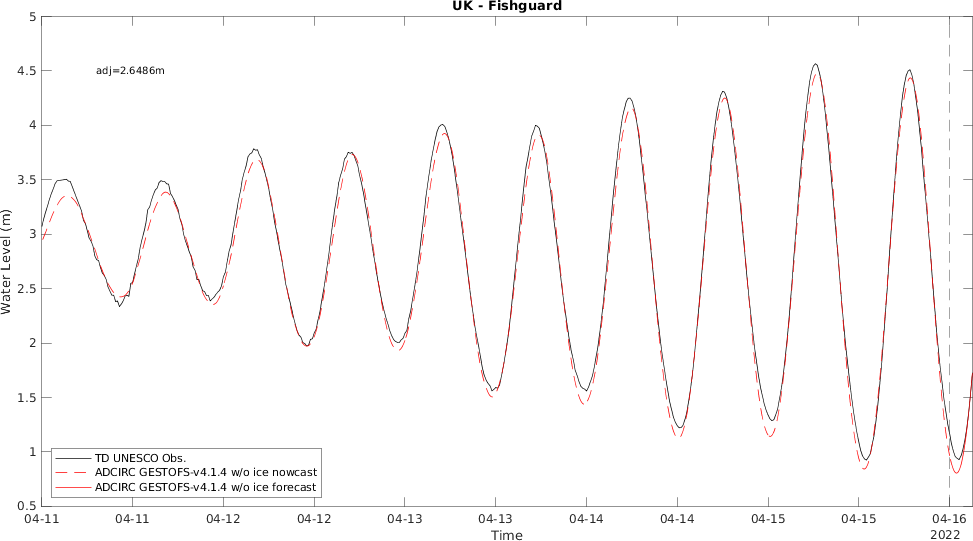 UK - Fishguard
adj=2.6486m
5
4.5
4
3.5
3
2.5
2
1.5
1
0.5
Water Level (m)
TD UNESCO Obs.
ADCIRC GESTOFS-v4.1.4 w/o ice nowcast
ADCIRC GESTOFS-v4.1.4 w/o ice forecast
04-11 04-11 04-12 04-12 04-13 04-13 04-14 04-14 04-15 04-15 04-16
Time
2022